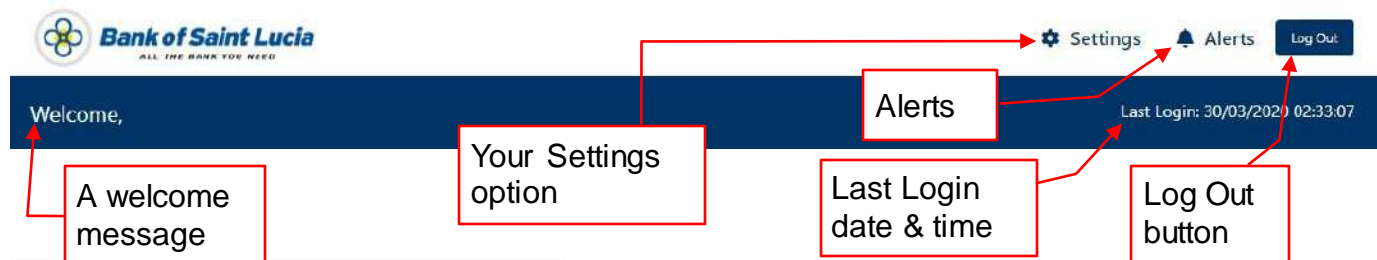 Bank of Saint Lucia
ALL THE BANK YOU NEED
Settings
Alerts
Log Out
Welcome,
Last Login: 30/03/2020 02:33:07
Alerts
Your Settings
option
A welcome
message
Last Login
date & time
Log Out
button